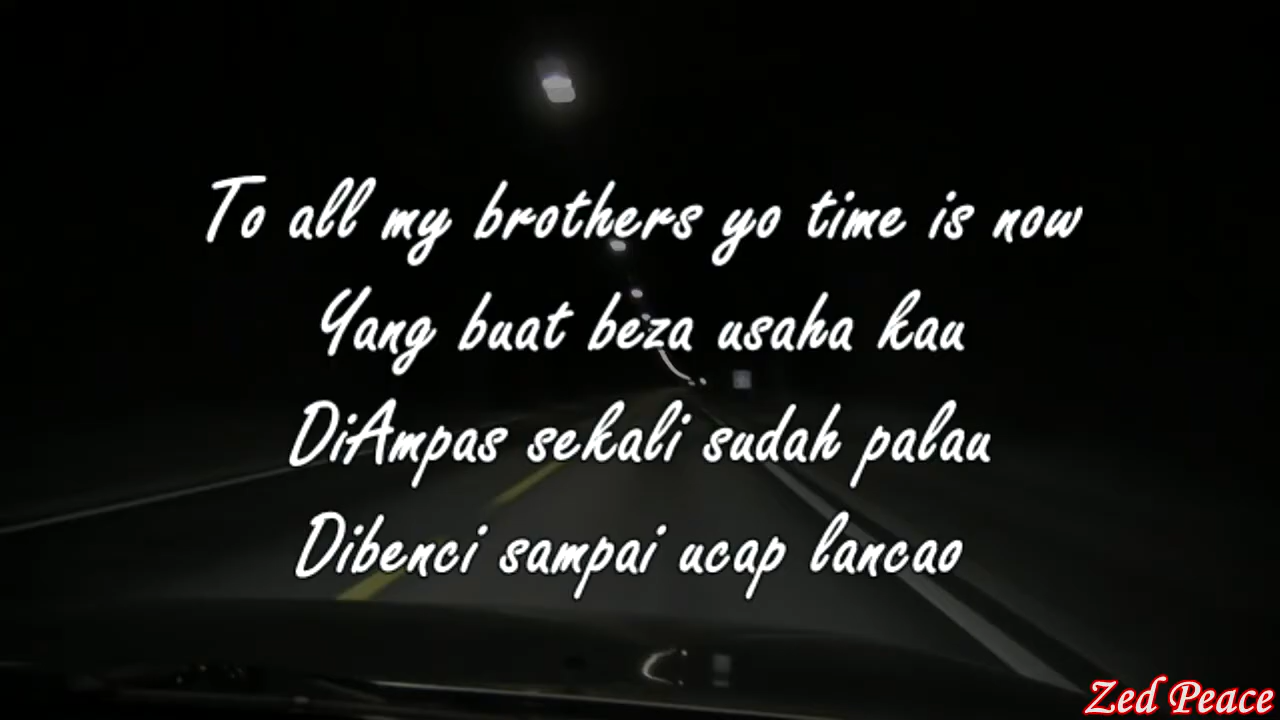 To all my brothers yo time is now
Yang buat beza usaha kau
DiAmpas sekali sudah palau
Dibenci sampai ucap lancao
Zed Peace